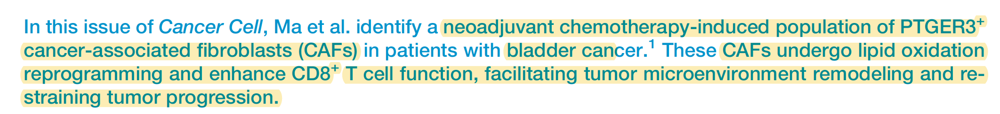 In this issue of Cancer Cell, Ma et al. identify a neoadjuvant chemotherapy-induced population of PTGER3⁺
cancer-associated fibroblasts (CAFs) in patients with bladder cancer.¹ These CAFs undergo lipid oxidation
reprogramming and enhance CD8⁺ T cell function, facilitating tumor microenvironment remodeling and re-
straining tumor progression.